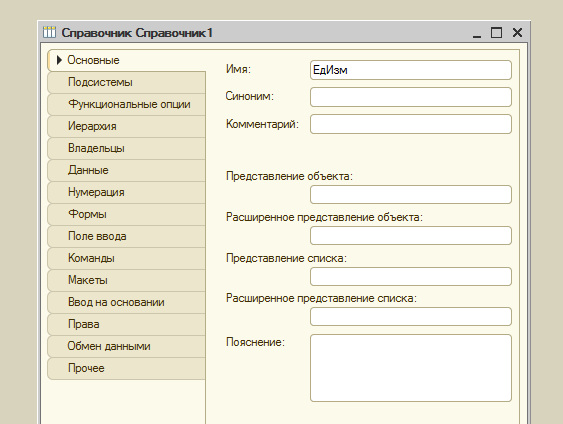 Справочник Справочник1
Основные
Подсистемы
Функциональные опции
Иерархия
Владельцы
Данные
Нумерация
Формы
Поле ввода
Команды
Макеты
Ввод на основании
Права
Обмен данными
Прочее
Имя: ЕдИзм
Синоним:
Комментарий:
Представление объекта:
Расширенное представление объекта:
Представление списка:
Расширенное представление списка:
Пояснение: